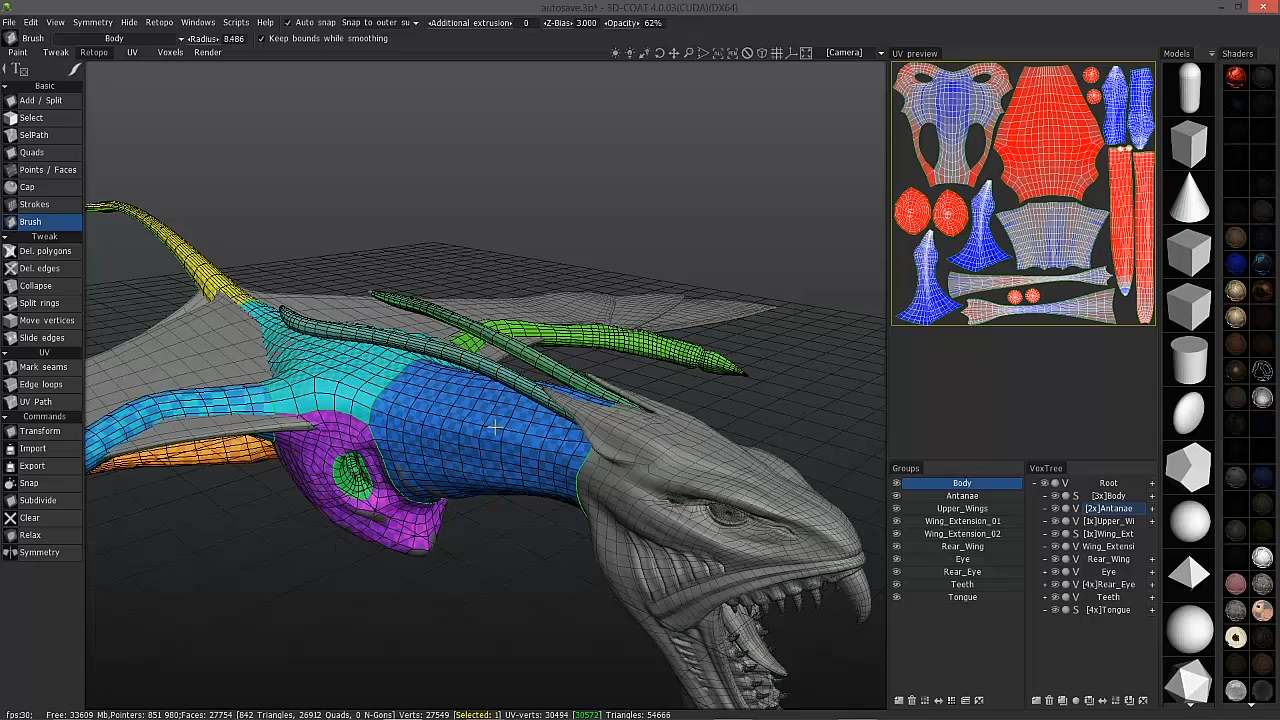 autosave.3b* - 3D-COAT 4.0.03(CUDA)(DX64)
File Edit View Symmetry Hide Retopo Windows Scripts Help Auto snap Snap to outer su Additional extrusion 0 Z-Bias 3.000 Opacity 62%
Brush Body Radius 8.486 Keep bounds while smoothing
Paint Tweak Retopo UV Voxels Render [Camera] UV preview Models Shaders
Basic
Add / Split
Select
SelPath
Quads
Points / Faces
Cap
Strokes
Brush
Tweak
Del. polygons
Del. edges
Collapse
Split rings
Move vertices
Slide edges
UV
Mark seams
Edge loops
UV Path
Commands
Transform
Import
Export
Snap
Subdivide
Clear
Relax
Symmetry
Groups
Body
Antanae
Upper_Wings
Wing_Extension_01
Wing_Extension_02
Rear_Wing
Eye
Rear_Eye
Teeth
Tongue
VoxTree
- V Root +
- S [3x]Body +
- V [2x]Antanae +
- V [1x]Upper_Wi +
- S [1x]Wing_Ext
- V Wing_Extensi
- V Rear_Wing +
+ V Eye +
+ V [4x]Rear_Eye +
+ V Teeth +
- S [4x]Tongue +
fps:30; Free: 33609 Mb,Pointers: 851 980;Faces: 27754 [842 Triangles, 26912 Quads, 0 N-Gons] Verts: 27549 [Selected: 1] UV-verts: 30494 [30572] Triangles: 54666